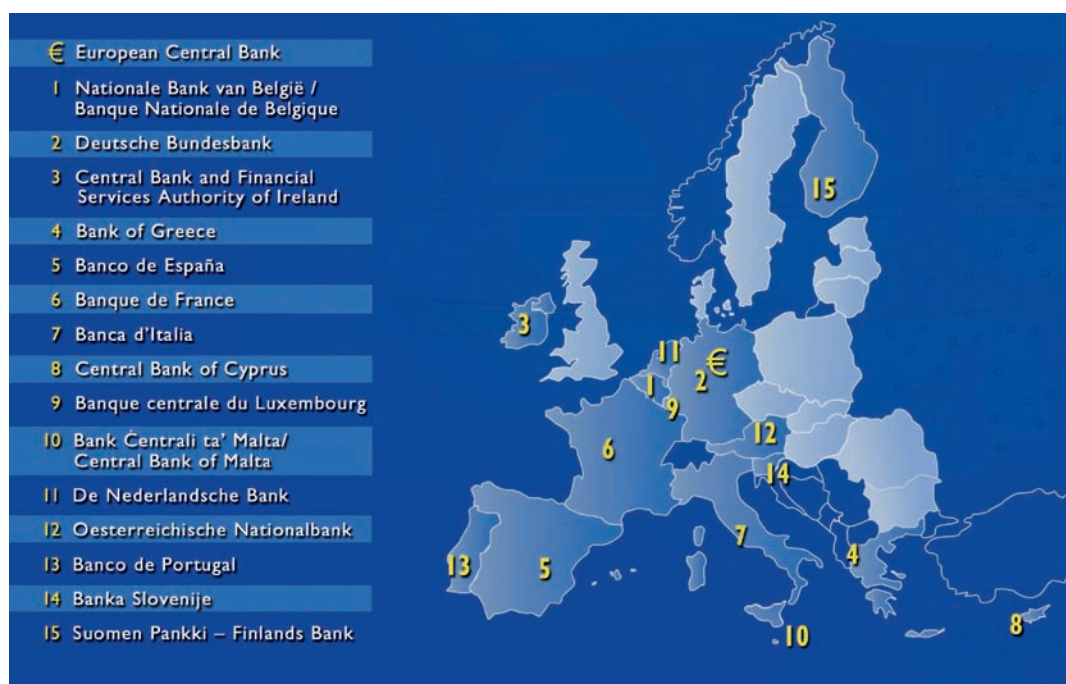 € European Central Bank
1 Nationale Bank van België /
Banque Nationale de Belgique
2 Deutsche Bundesbank
3 Central Bank and Financial
Services Authority of Ireland
4 Bank of Greece
5 Banco de España
6 Banque de France
7 Banca d'Italia
8 Central Bank of Cyprus
9 Banque centrale du Luxembourg
10 Bank Ċentrali ta' Malta/
Central Bank of Malta
11 De Nederlandsche Bank
12 Oesterreichische Nationalbank
13 Banco de Portugal
14 Banka Slovenije
15 Suomen Pankki – Finlands Bank
15
3
11
€
1
2
9
12
6
14
7
4
13
5
8
10